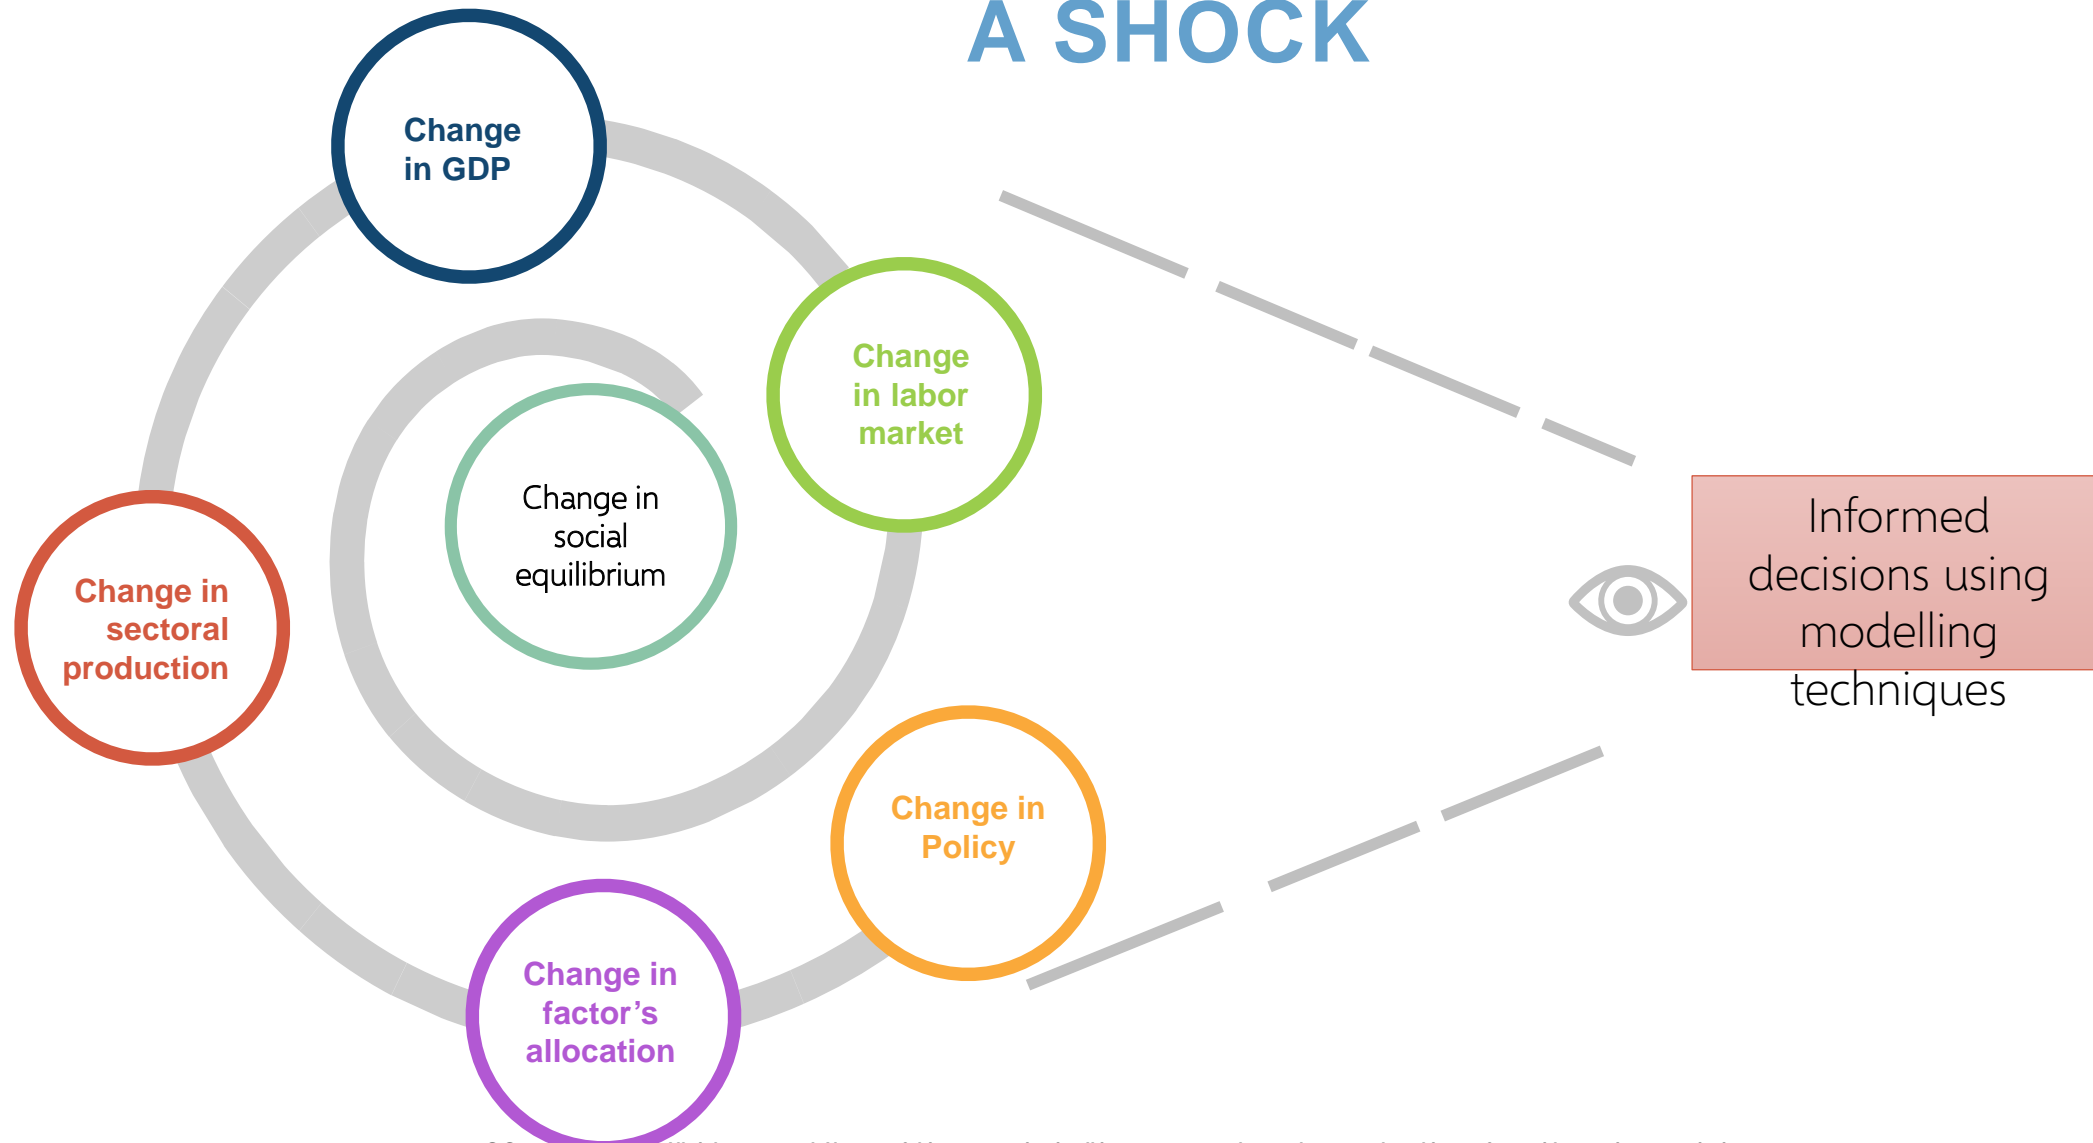 A SHOCK
Change
in GDP
Change
in labor
market
Change in
social
equilibrium
Change in
sectoral
production
Change in
Policy
Change in
factor’s
allocation
Informed
decisions using
modelling
techniques